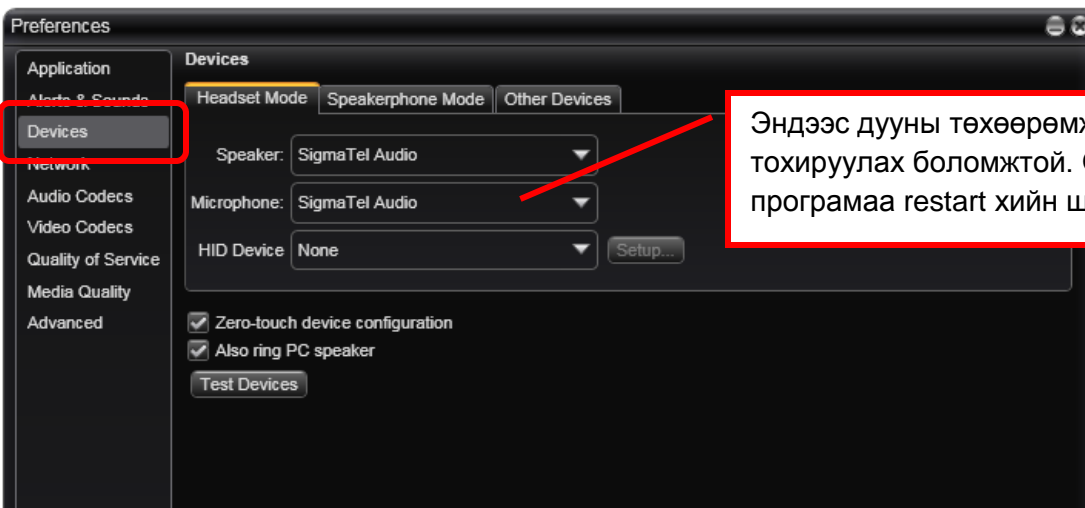 Preferences
Application
Alerts & Sounds
Devices
Network
Audio Codecs
Video Codecs
Quality of Service
Media Quality
Advanced
Devices
Headset Mode Speakerphone Mode Other Devices
Speaker: SigmaTel Audio
Microphone: SigmaTel Audio
HID Device None Setup...
Zero-touch device configuration
Also ring PC speaker
Test Devices
Эндээс дууны төхөөрөмж
тохируулах боломжтой.
програмаа restart хийн